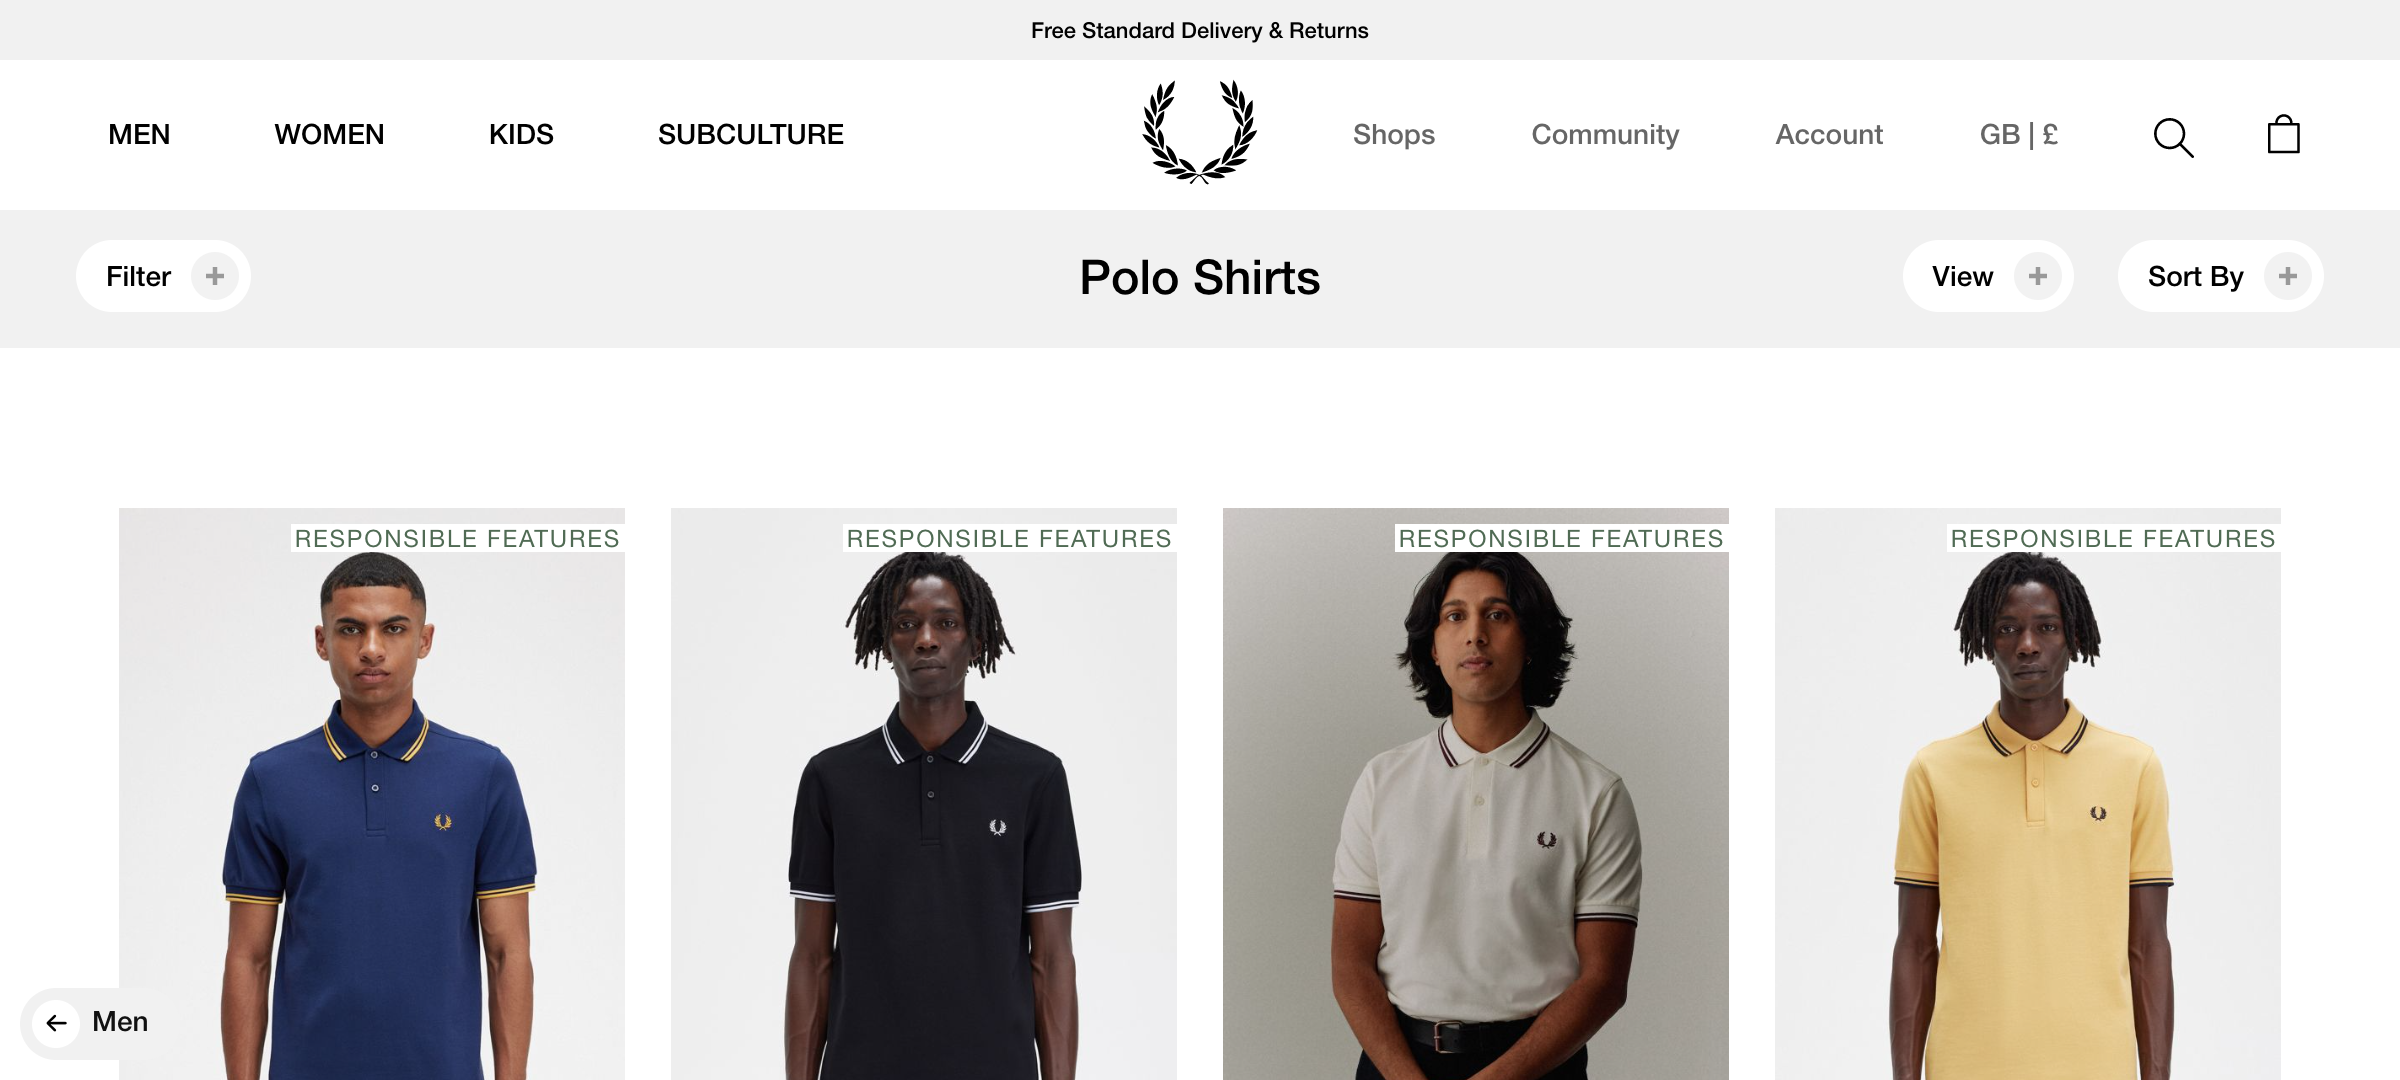 Free Standard Delivery & Returns
MEN WOMEN KIDS SUBCULTURE Shops Community Account GB | £
Filter + Polo Shirts View + Sort By +
RESPONSIBLE FEATURES RESPONSIBLE FEATURES RESPONSIBLE FEATURES RESPONSIBLE FEATURES
Men